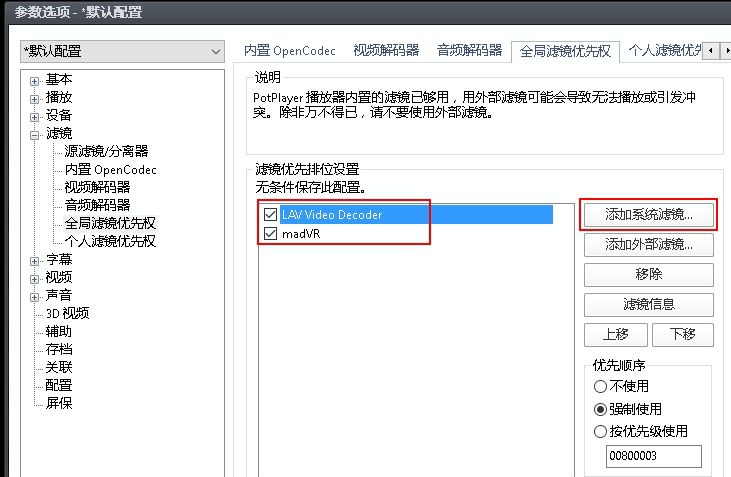 参数选项 - *默认配置
*默认配置
基本
播放
设备
滤镜
源滤镜/分离器
内置 OpenCodec
视频解码器
音频解码器
全局滤镜优先权
个人滤镜优先权
字幕
视频
声音
3D 视频
辅助
存档
关联
配置
屏保
内置 OpenCodec 视频解码器 音频解码器 全局滤镜优先权 个人滤镜优先
说明
PotPlayer 播放器内置的滤镜已够用，用外部滤镜可能会导致无法播放或引发冲
突。除非万不得已，请不要使用外部滤镜。
滤镜优先排位设置
无条件保存此配置。
LAV Video Decoder
madVR
添加系统滤镜...
添加外部滤镜...
移除
滤镜信息
上移 下移
优先顺序
不使用
强制使用
按优先级使用
00800003